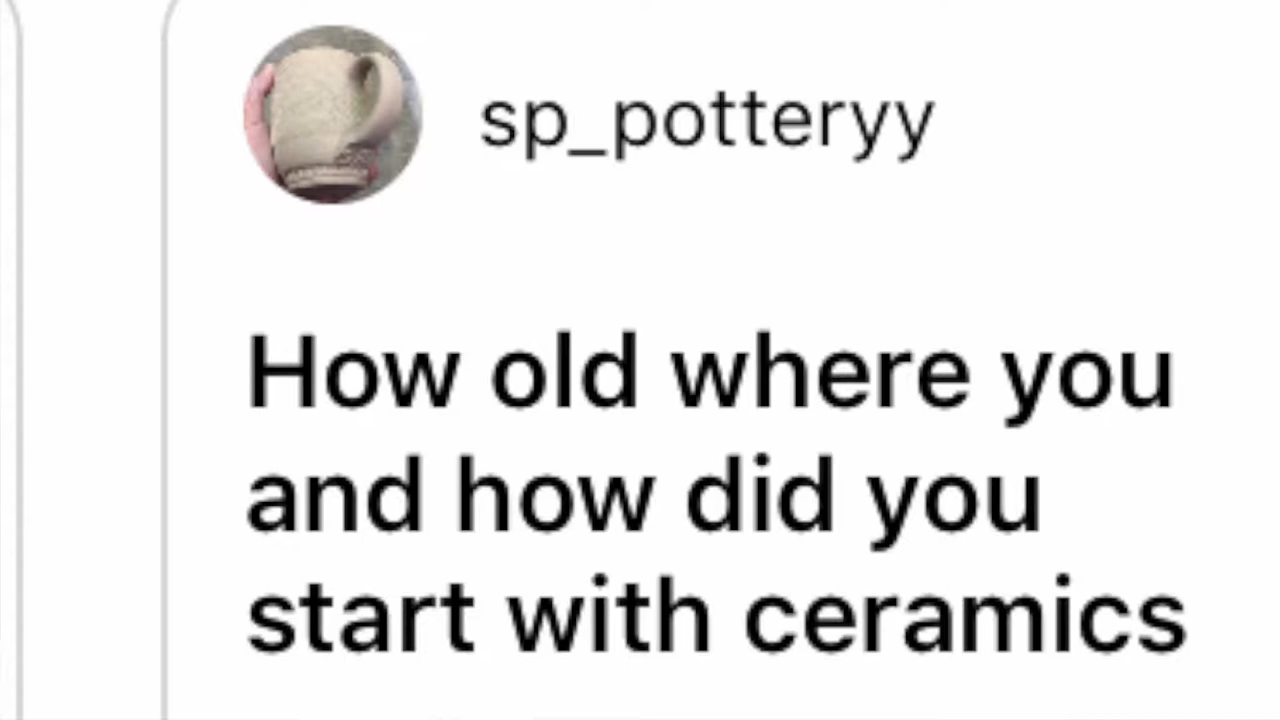 sp_potteryy
How old where you
and how did you
start with ceramics